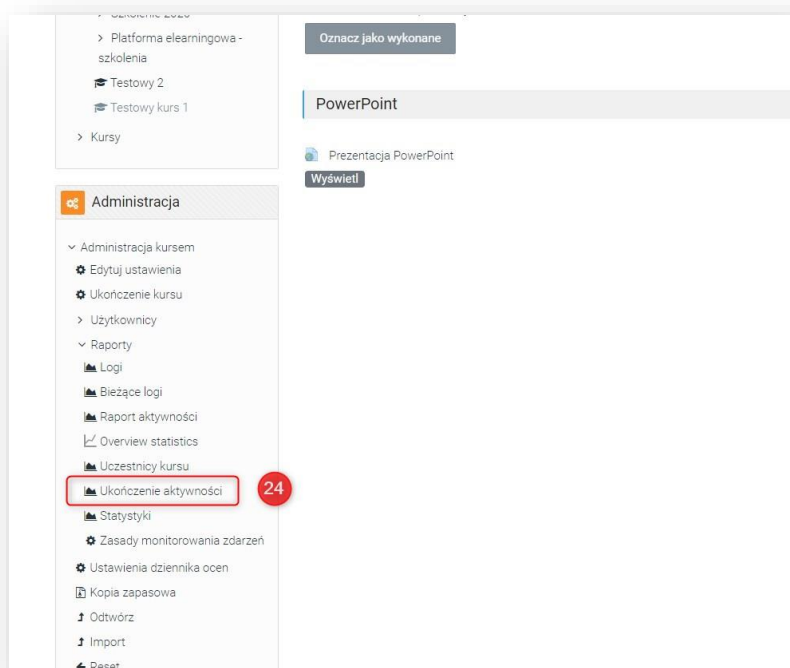 Szkolenie 2020
Platforma elearningowa -
szkolenia
Testowy 2
Testowy kurs 1
Kursy
Administracja
Administracja kursem
Edytuj ustawienia
Ukończenie kursu
Użytkownicy
Raporty
Logi
Bieżące logi
Raport aktywności
Overview statistics
Uczestnicy kursu
Ukończenie aktywności
24
Statystyki
Zasady monitorowania zdarzeń
Ustawienia dziennika ocen
Kopia zapasowa
Odtwórz
Import
Reset
Oznacz jako wykonane
PowerPoint
Prezentacja PowerPoint
Wyświetl